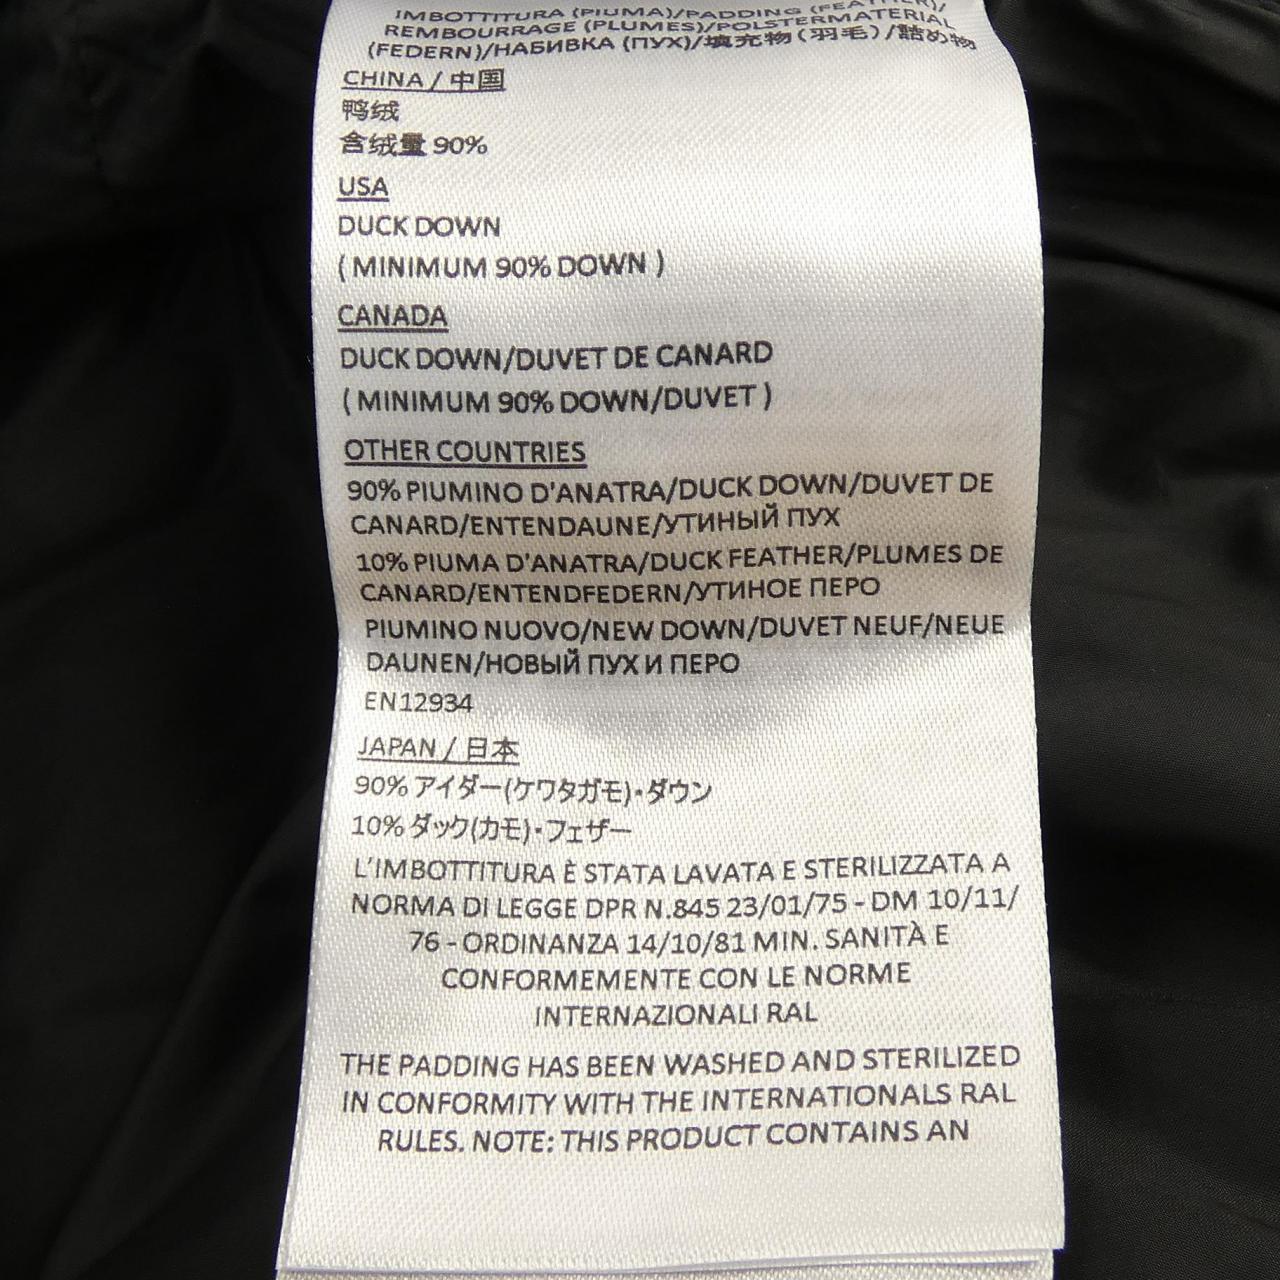 IMBOTTITURA (PIUMA)/PADDING (FEATHER)/
REMBOURRAGE (PLUMES)/POLSTERMATERIAL
(FEDERN)/НАБИВКА (ПУХ)/填充物(羽毛)/詰め物
CHINA / 中国
鸭绒
含绒量 90%
USA
DUCK DOWN
( MINIMUM 90% DOWN )
CANADA
DUCK DOWN/DUVET DE CANARD
( MINIMUM 90% DOWN/DUVET )
OTHER COUNTRIES
90% PIUMINO D'ANATRA/DUCK DOWN/DUVET DE
CANARD/ENTENDAUNE/УТИНЫЙ ПУХ
10% PIUMA D'ANATRA/DUCK FEATHER/PLUMES DE
CANARD/ENTENDFEDERN/УТИНОЕ ПЕРО
PIUMINO NUOVO/NEW DOWN/DUVET NEUF/NEUE
DAUNEN/НОВЫЙ ПУХ И ПЕРО
EN12934
JAPAN / 日本
90% アイダー(ケワタガモ)・ダウン
10% ダック(カモ)・フェザー
L'IMBOTTITURA È STATA LAVATA E STERILIZZATA A
NORMA DI LEGGE DPR N.845 23/01/75 - DM 10/11/
76 - ORDINANZA 14/10/81 MIN. SANITÀ E
CONFORMEMENTE CON LE NORME
INTERNAZIONALI RAL
THE PADDING HAS BEEN WASHED AND STERILIZED
IN CONFORMITY WITH THE INTERNATIONALS RAL
RULES. NOTE: THIS PRODUCT CONTAINS AN